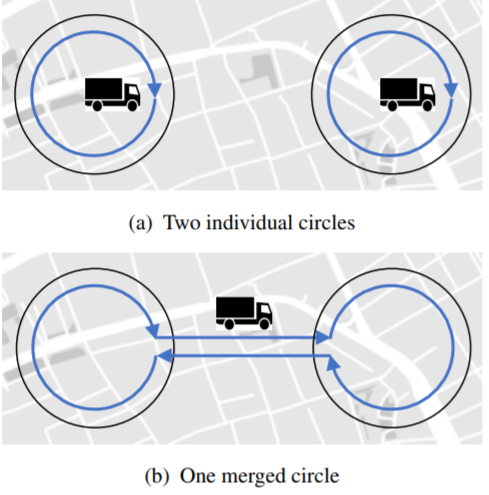 (a) Two individual circles
(b) One merged circle